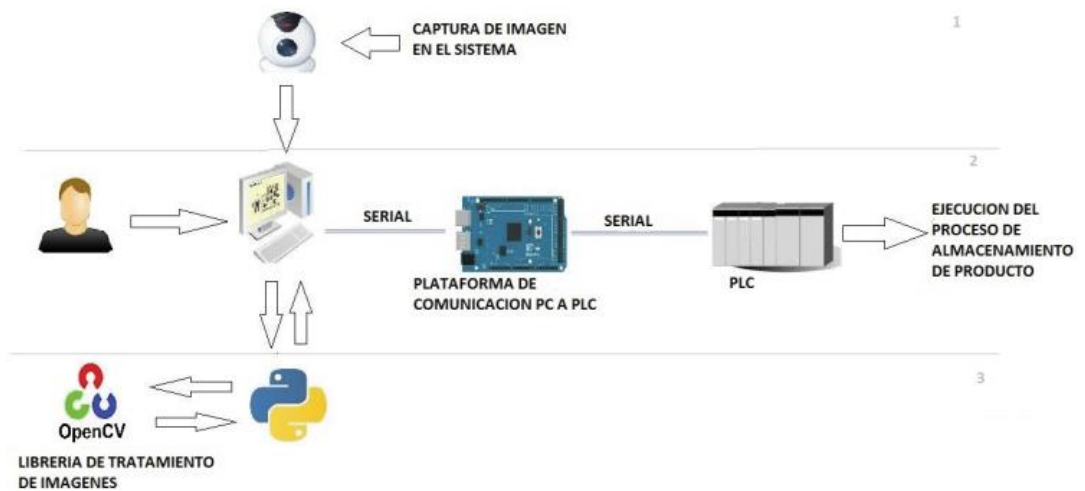 CAPTURA DE IMAGEN
EN EL SISTEMA
1
2
SERIAL
SERIAL
EJECUCION DEL
PROCESO DE
ALMACENAMIENTO
DE PRODUCTO
PLATAFORMA DE
COMUNICACION PC A PLC
PLC
3
OpenCV
LIBRERIA DE TRATAMIENTO
DE IMAGENES